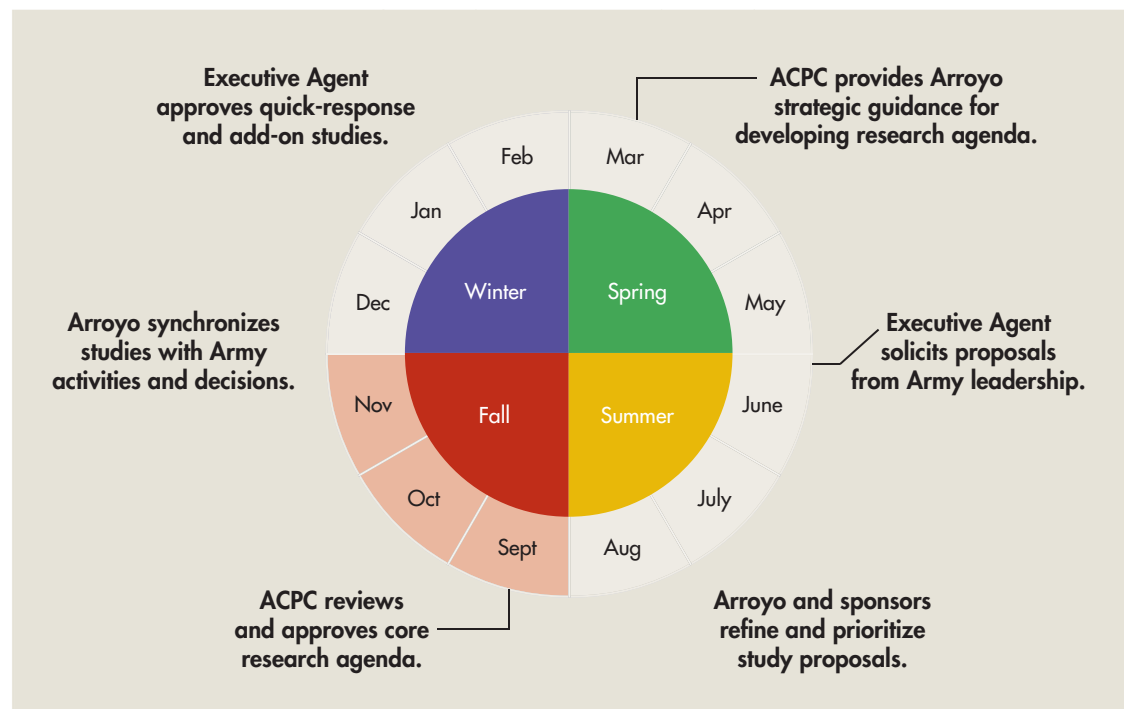 Executive Agent
approves quick-response
and add-on studies.
ACPC provides Arroyo
strategic guidance for
developing research agenda.
Feb
Mar
Jan
Apr
Dec
May
Winter
Spring
Arroyo synchronizes
studies with Army
activities and decisions.
Executive Agent
solicits proposals
from Army leadership.
Nov
June
Fall
Summer
Oct
July
Sept
Aug
ACPC reviews
and approves core
research agenda.
Arroyo and sponsors
refine and prioritize
study proposals.